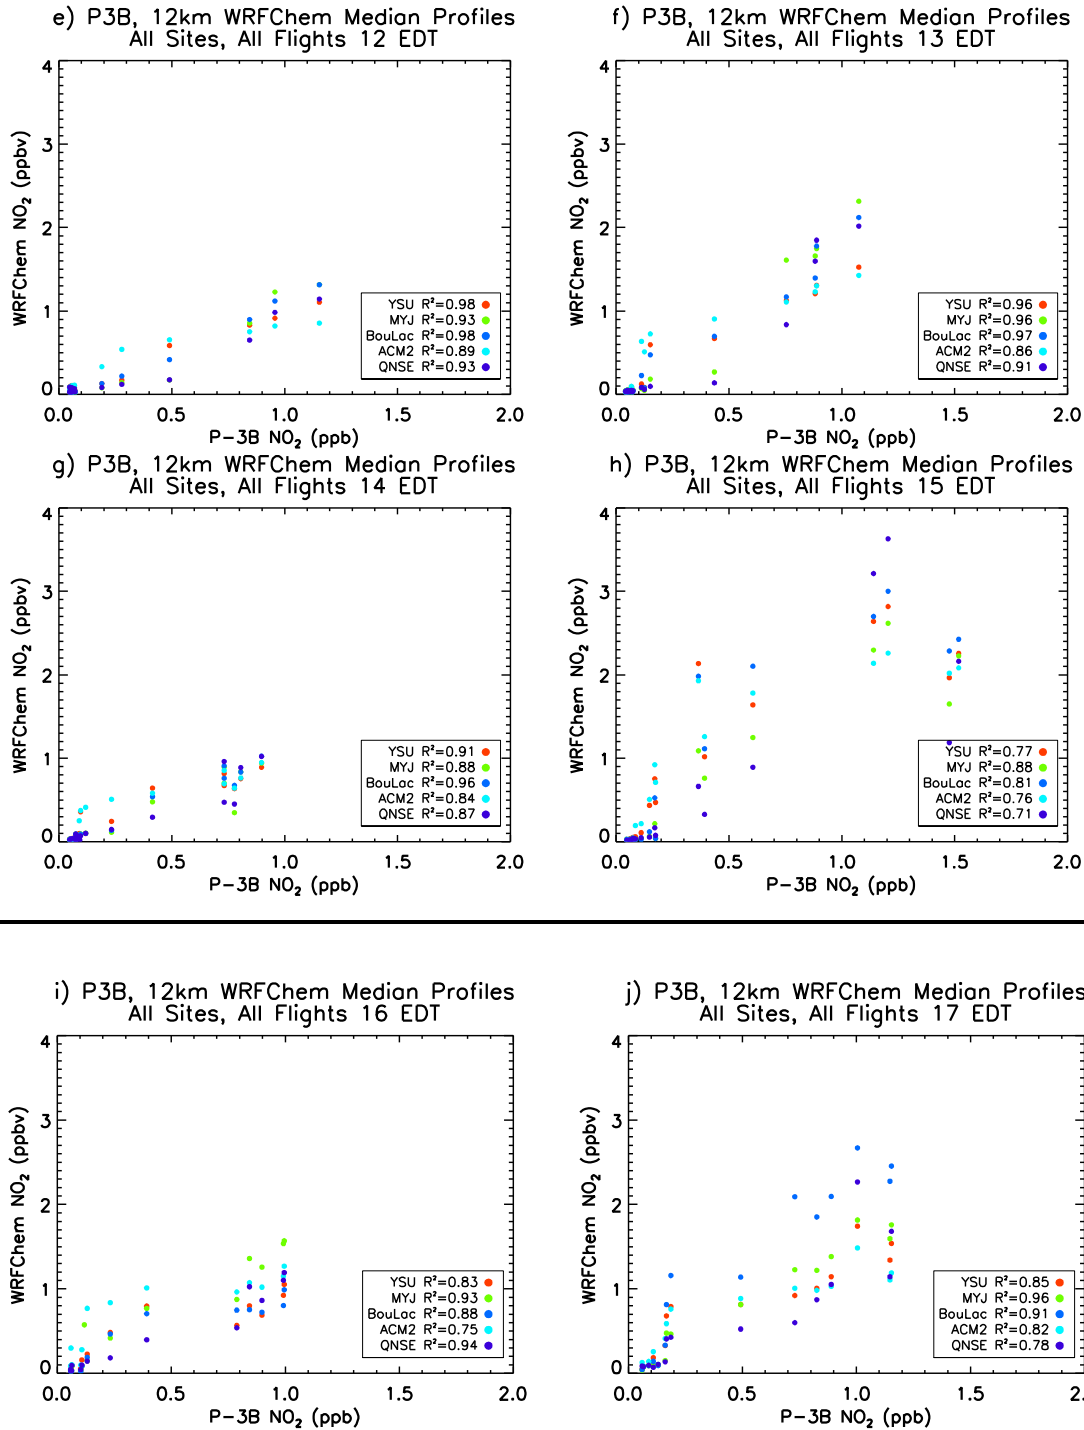 e) P3B, 12km WRFChem Median Profiles
All Sites, All Flights 12 EDT
WRFChem NO₂ (ppbv)
4
3
2
1
0
YSU R²=0.98
MYJ R²=0.93
BouLac R²=0.98
ACM2 R²=0.89
QNSE R²=0.93
0.0 0.5 1.0 1.5 2.0
P-3B NO₂ (ppb)
f) P3B, 12km WRFChem Median Profiles
All Sites, All Flights 13 EDT
WRFChem NO₂ (ppbv)
4
3
2
1
0
YSU R²=0.96
MYJ R²=0.96
BouLac R²=0.97
ACM2 R²=0.86
QNSE R²=0.91
0.0 0.5 1.0 1.5 2.0
P-3B NO₂ (ppb)
g) P3B, 12km WRFChem Median Profiles
All Sites, All Flights 14 EDT
WRFChem NO₂ (ppbv)
4
3
2
1
0
YSU R²=0.91
MYJ R²=0.88
BouLac R²=0.96
ACM2 R²=0.84
QNSE R²=0.87
0.0 0.5 1.0 1.5 2.0
P-3B NO₂ (ppb)
h) P3B, 12km WRFChem Median Profiles
All Sites, All Flights 15 EDT
WRFChem NO₂ (ppbv)
4
3
2
1
0
YSU R²=0.77
MYJ R²=0.88
BouLac R²=0.81
ACM2 R²=0.76
QNSE R²=0.71
0.0 0.5 1.0 1.5 2.0
P-3B NO₂ (ppb)
i) P3B, 12km WRFChem Median Profiles
All Sites, All Flights 16 EDT
WRFChem NO₂ (ppbv)
4
3
2
1
0
YSU R²=0.83
MYJ R²=0.93
BouLac R²=0.88
ACM2 R²=0.75
QNSE R²=0.94
0.0 0.5 1.0 1.5 2.0
P-3B NO₂ (ppb)
j) P3B, 12km WRFChem Median Profiles
All Sites, All Flights 17 EDT
WRFChem NO₂ (ppbv)
4
3
2
1
0
YSU R²=0.85
MYJ R²=0.96
BouLac R²=0.91
ACM2 R²=0.82
QNSE R²=0.78
0.0 0.5 1.0 1.5 2.
P-3B NO₂ (ppb)